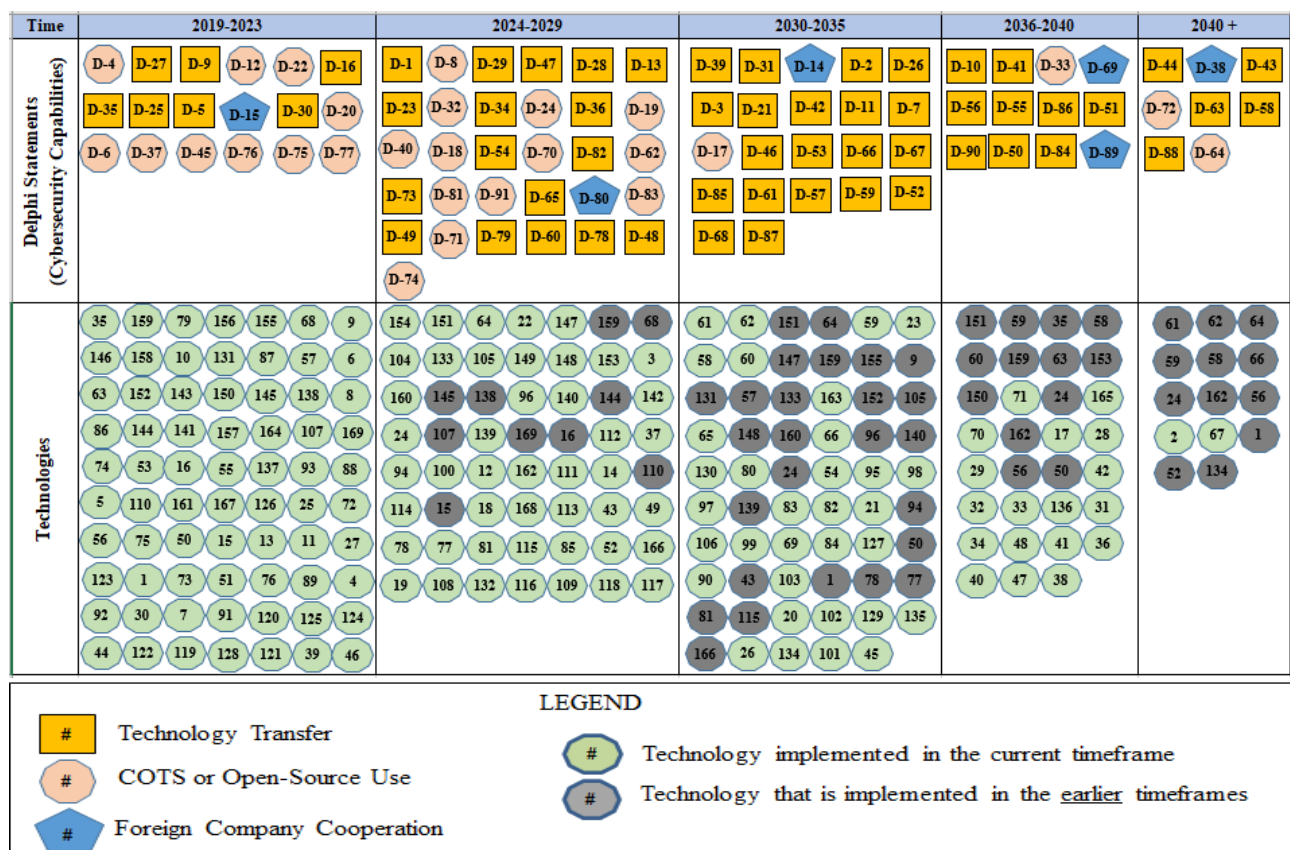 Time 2019-2023 2024-2029 2030-2035 2036-2040 2040 +
Delphi Statements
(Cybersecurity Capabilities)
D-4 D-27 D-9 D-12 D-22 D-16
D-35 D-25 D-5 D-15 D-30 D-20
D-6 D-37 D-45 D-76 D-75 D-77
D-1 D-8 D-29 D-47 D-28 D-13
D-23 D-32 D-34 D-24 D-36 D-19
D-40 D-18 D-54 D-70 D-82 D-62
D-73 D-81 D-91 D-65 D-80 D-83
D-49 D-71 D-79 D-60 D-78 D-48
D-74
D-39 D-31 D-14 D-2 D-26
D-3 D-21 D-42 D-11 D-7
D-17 D-46 D-53 D-66 D-67
D-85 D-61 D-57 D-59 D-52
D-68 D-87
D-10 D-41 D-33 D-69
D-56 D-55 D-86 D-51
D-90 D-50 D-84 D-89
D-44 D-38 D-43
D-72 D-63 D-58
D-88 D-64
Technologies
35 159 79 156 155 68 9
146 158 10 131 87 57 6
63 152 143 150 145 138 8
86 144 141 157 164 107 169
74 53 16 55 137 93 88
5 110 161 167 126 25 72
56 75 50 15 13 11 27
123 1 73 51 76 89 4
92 30 7 91 120 125 124
44 122 119 128 121 39 46
154 151 64 22 147 159 68
104 133 105 149 148 153 3
160 145 138 96 140 144 142
24 107 139 169 16 112 37
94 100 12 162 111 14 110
114 15 18 168 113 43 49
78 77 81 115 85 52 166
19 108 132 116 109 118 117
61 62 151 64 59 23
58 60 147 159 155 9
131 57 133 163 152 105
65 148 160 66 96 140
130 80 24 54 95 98
97 139 83 82 21 94
106 99 69 84 127 50
90 43 103 1 78 77
81 115 20 102 129 135
166 26 134 101 45
151 59 35 58
60 159 63 153
150 71 24 165
70 162 17 28
29 56 50 42
32 33 136 31
34 48 41 36
40 47 38
61 62 64
59 58 66
24 162 56
2 67 1
52 134
LEGEND
# Technology Transfer
# COTS or Open-Source Use
# Foreign Company Cooperation
# Technology implemented in the current timeframe
# Technology that is implemented in the earlier timeframes